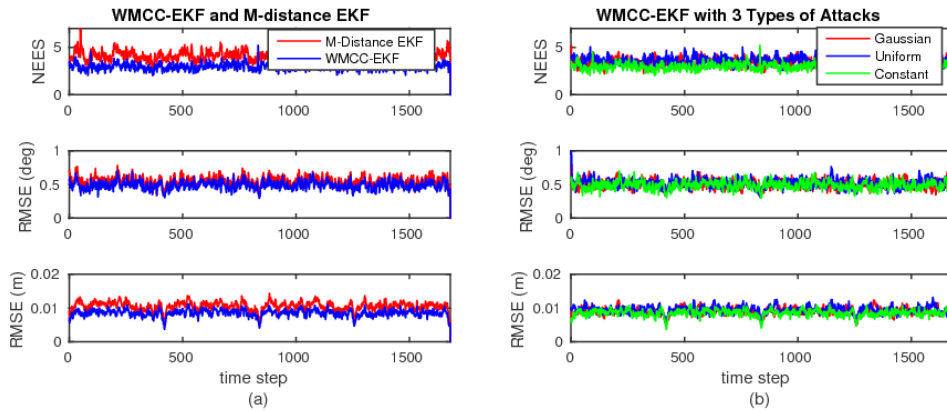 WMCC-EKF and M-distance EKF
NEES
5
0
M-Distance EKF
WMCC-EKF
0
500
1000
1500
RMSE (deg)
1
0.5
0
0
500
1000
1500
RMSE (m)
0.02
0.01
0
0
500
1000
1500
time step
(a)
WMCC-EKF with 3 Types of Attacks
NEES
5
0
Gaussian
Uniform
Constant
0
500
1000
1500
RMSE (deg)
1
0.5
0
0
500
1000
1500
RMSE (m)
0.02
0.01
0
0
500
1000
1500
time step
(b)